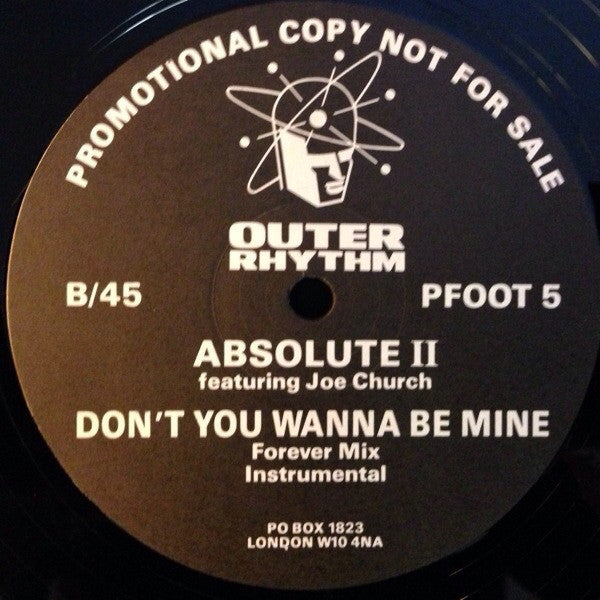 PROMOTIONAL COPY NOT FOR SALE
OUTER
RHYTHM
B/45
PFOOT 5
ABSOLUTE II
featuring Joe Church
DON'T YOU WANNA BE MINE
Forever Mix
Instrumental
PO BOX 1823
LONDON W10 4NA